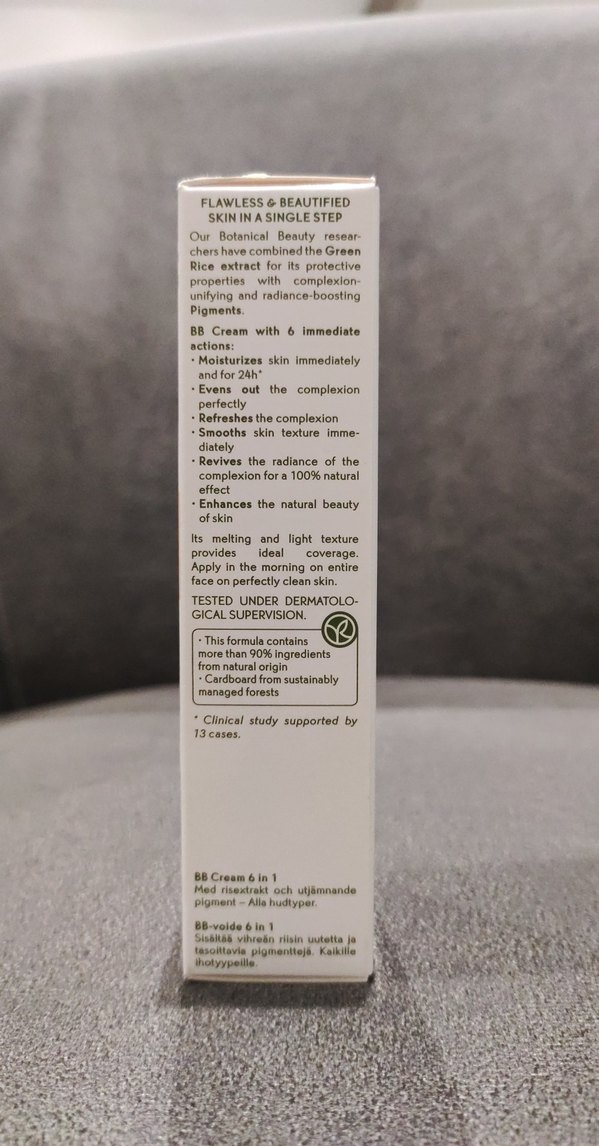 FLAWLESS & BEAUTIFIED
SKIN IN A SINGLE STEP
Our Botanical Beauty resear-
chers have combined the Green
Rice extract for its protective
properties with complexion-
unifying and radiance-boosting
Pigments.
BB Cream with 6 immediate
actions:
• Moisturizes skin immediately
and for 24h*
• Evens out the complexion
perfectly
• Refreshes the complexion
• Smooths skin texture imme-
diately
• Revives the radiance of the
complexion for a 100% natural
effect
• Enhances the natural beauty
of skin
Its melting and light texture
provides ideal coverage.
Apply in the morning on entire
face on perfectly clean skin.
TESTED UNDER DERMATOLO-
GICAL SUPERVISION.
• This formula contains
more than 90% ingredients
from natural origin
• Cardboard from sustainably
managed forests
* Clinical study supported by
13 cases.
BB Cream 6 in 1
Med risextrakt och utjämnande
pigment – Alla hudtyper.
BB-voide 6 in 1
Sisältää vihreän riisin uutetta ja
tasoittavia pigmenttejä. Kaikille
ihotyypeille.